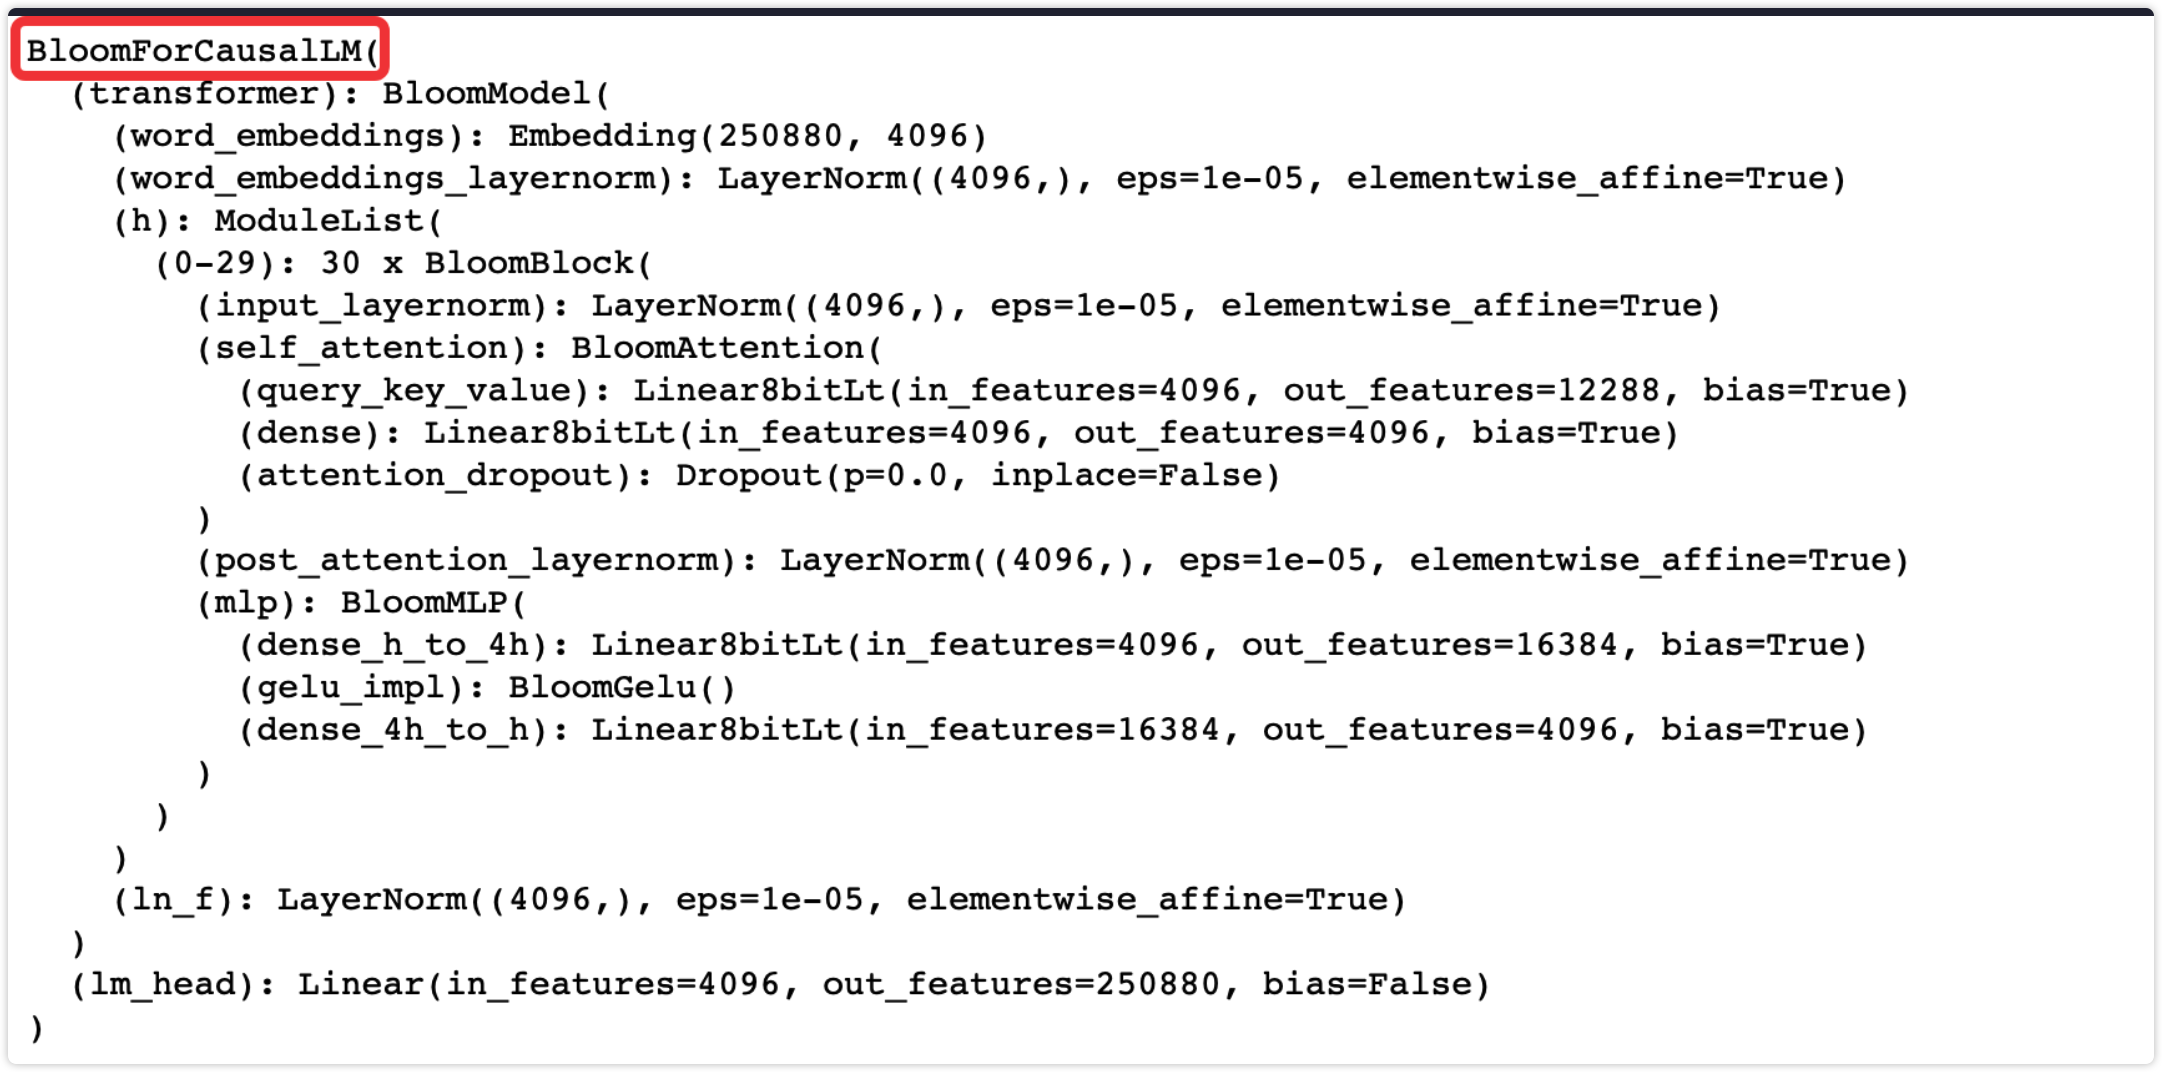 BloomForCausalLM(
  (transformer): BloomModel(
    (word_embeddings): Embedding(250880, 4096)
    (word_embeddings_layernorm): LayerNorm((4096,), eps=1e-05, elementwise_affine=True)
    (h): ModuleList(
      (0-29): 30 x BloomBlock(
        (input_layernorm): LayerNorm((4096,), eps=1e-05, elementwise_affine=True)
        (self_attention): BloomAttention(
          (query_key_value): Linear8bitLt(in_features=4096, out_features=12288, bias=True)
          (dense): Linear8bitLt(in_features=4096, out_features=4096, bias=True)
          (attention_dropout): Dropout(p=0.0, inplace=False)
        )
        (post_attention_layernorm): LayerNorm((4096,), eps=1e-05, elementwise_affine=True)
        (mlp): BloomMLP(
          (dense_h_to_4h): Linear8bitLt(in_features=4096, out_features=16384, bias=True)
          (gelu_impl): BloomGelu()
          (dense_4h_to_h): Linear8bitLt(in_features=16384, out_features=4096, bias=True)
        )
      )
    )
    (ln_f): LayerNorm((4096,), eps=1e-05, elementwise_affine=True)
  )
  (lm_head): Linear(in_features=4096, out_features=250880, bias=False)
)